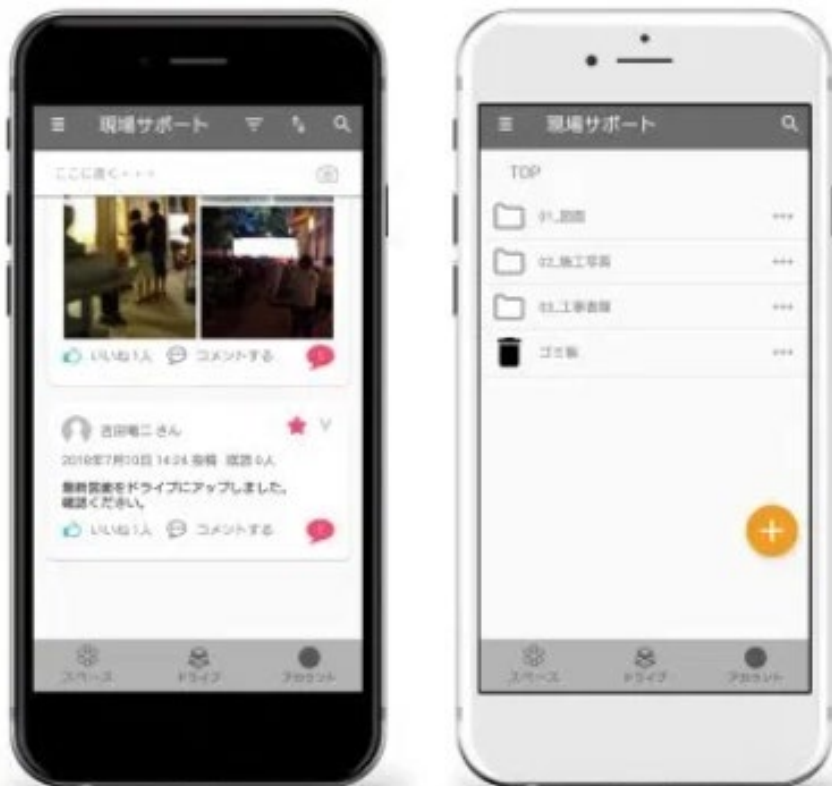 現場サポート
ここに書く・・・
いいね1人 コメントする
吉田竜二 さん
2018年7月10日 14:24 投稿 既読 0人
最新図面をドライブにアップしました。
確認ください。
いいね1人 コメントする
スペース ドライブ アカウント
現場サポート
TOP
01_図面
02_施工写真
03_工事書類
ゴミ箱
スペース ドライブ アカウント